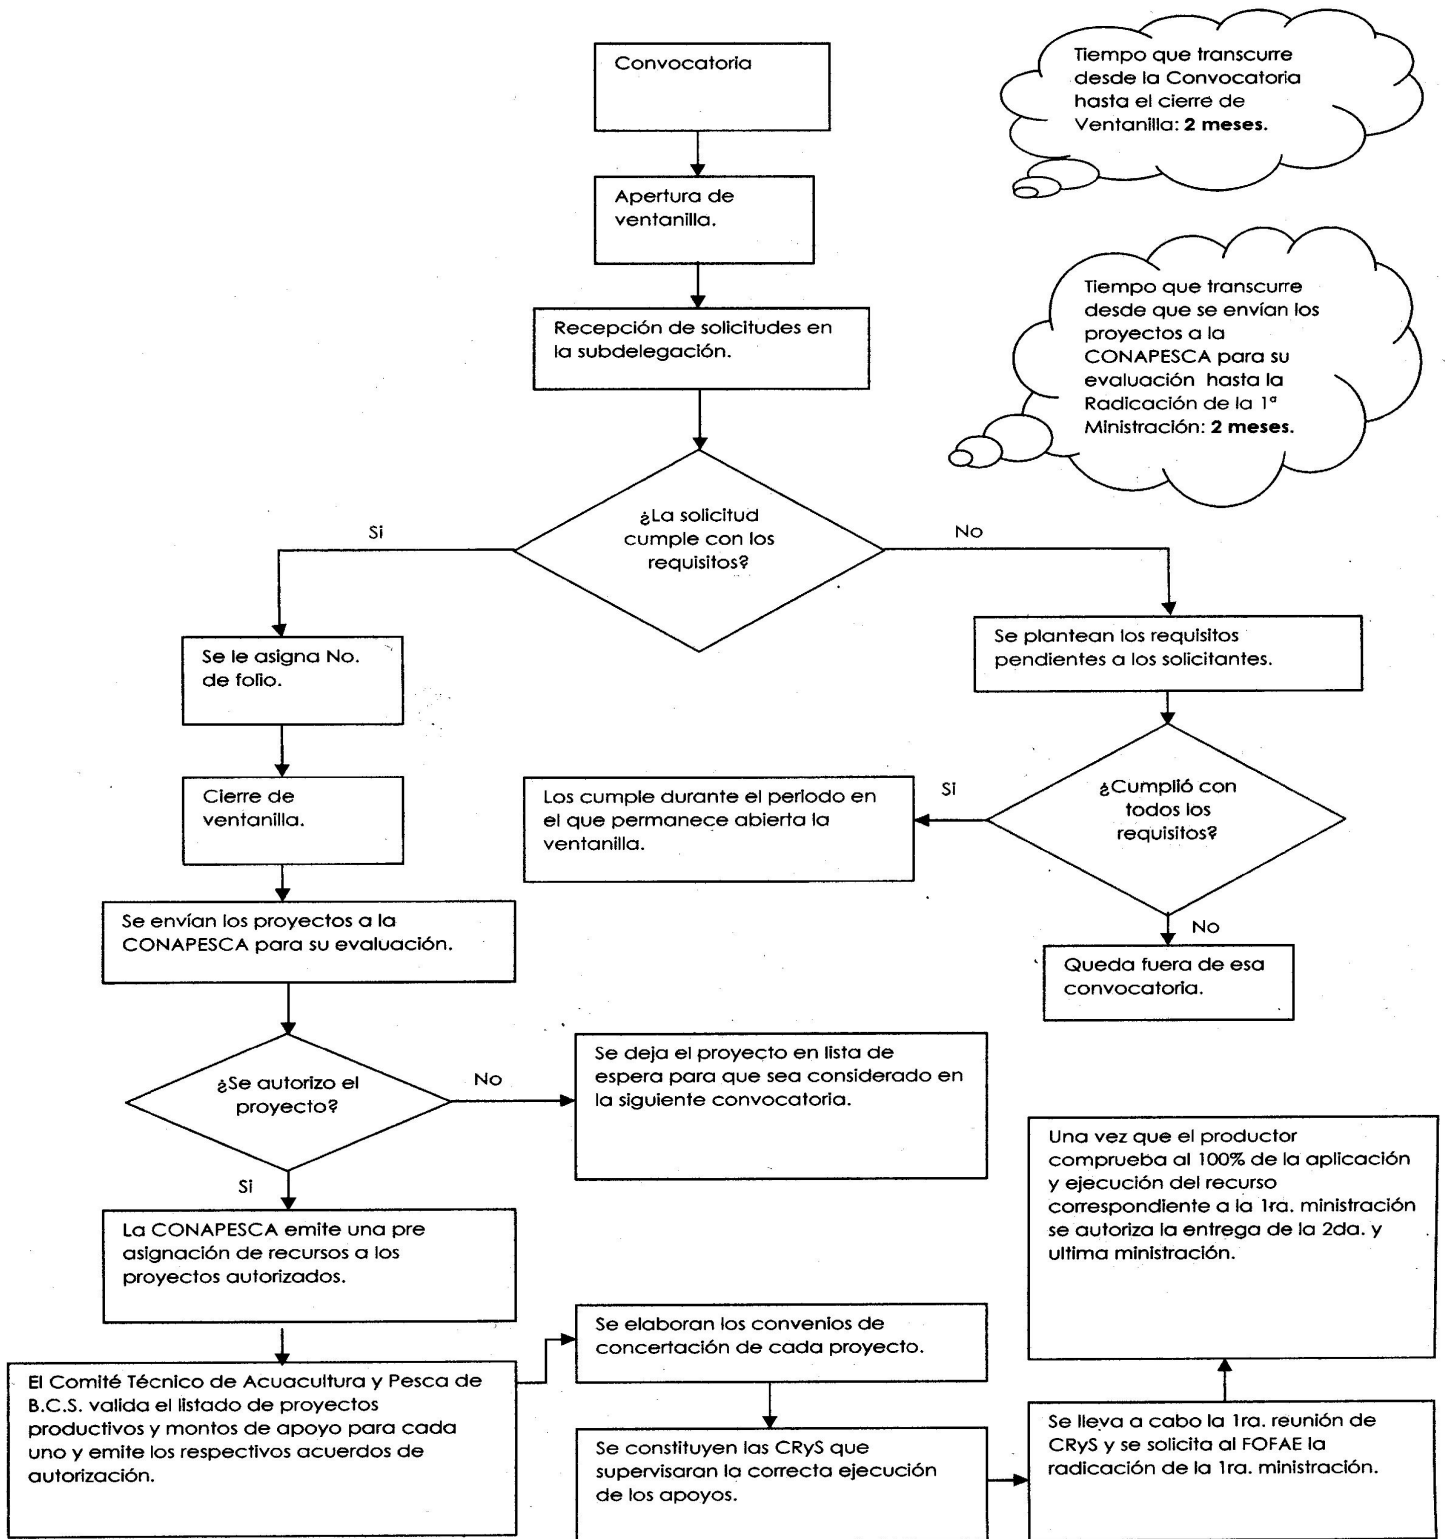 Convocatoria
Tiempo que transcurre
desde la Convocatoria
hasta el cierre de
Ventanilla: 2 meses.
Apertura de
ventanilla.
Tiempo que transcurre
desde que se envían los
proyectos a la
CONAPESCA para su
evaluación hasta la
Radicación de la 1ª
Ministración: 2 meses.
Recepción de solicitudes en
la subdelegación.
¿La solicitud
cumple con los
requisitos?
Si
No
Se le asigna No.
de folio.
Se plantean los requisitos
pendientes a los solicitantes.
Cierre de
ventanilla.
Los cumple durante el periodo en
el que permanece abierta la
ventanilla.
Si
¿Cumplió con
todos los
requisitos?
No
Queda fuera de esa
convocatoria.
Se envían los proyectos a la
CONAPESCA para su evaluación.
¿Se autorizo el
proyecto?
No
Se deja el proyecto en lista de
espera para que sea considerado en
la siguiente convocatoria.
Si
La CONAPESCA emite una pre
asignación de recursos a los
proyectos autorizados.
El Comité Técnico de Acuacultura y Pesca de
B.C.S. valida el listado de proyectos
productivos y montos de apoyo para cada
uno y emite los respectivos acuerdos de
autorización.
Se elaboran los convenios de
concertación de cada proyecto.
Se constituyen las CRyS que
supervisaran la correcta ejecución
de los apoyos.
Se lleva a cabo la 1ra. reunión de
CRyS y se solicita al FOFAE la
radicación de la 1ra. ministración.
Una vez que el productor
comprueba al 100% de la aplicación
y ejecución del recurso
correspondiente a la 1ra. ministración
se autoriza la entrega de la 2da. y
ultima ministración.